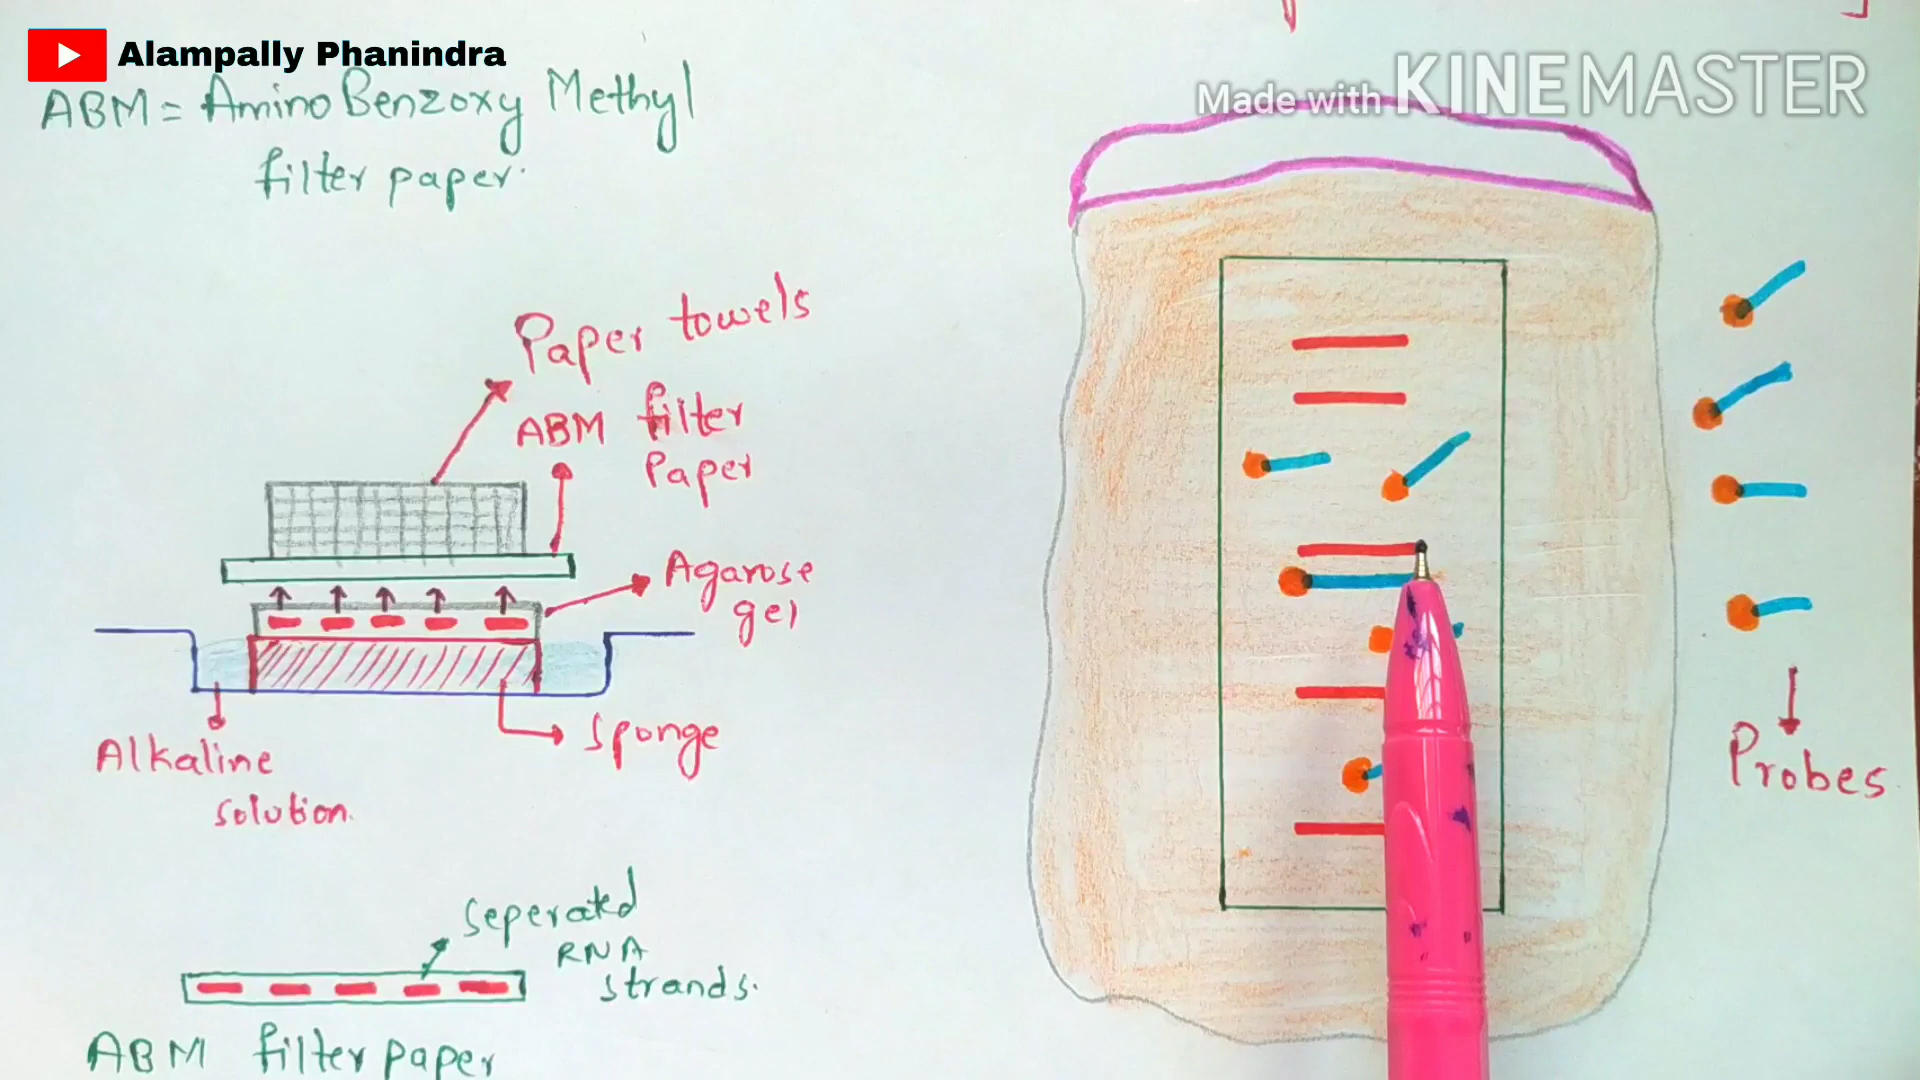 Alampally Phanindra
Made with KINEMASTER
ABM = Amino Benzoxy Methyl
filter paper.
Paper towels
ABM filter
Paper
Agarose
gel
Sponge
Alkaline
solution.
Probes
Seperated
RNA
strands.
ABM filter paper